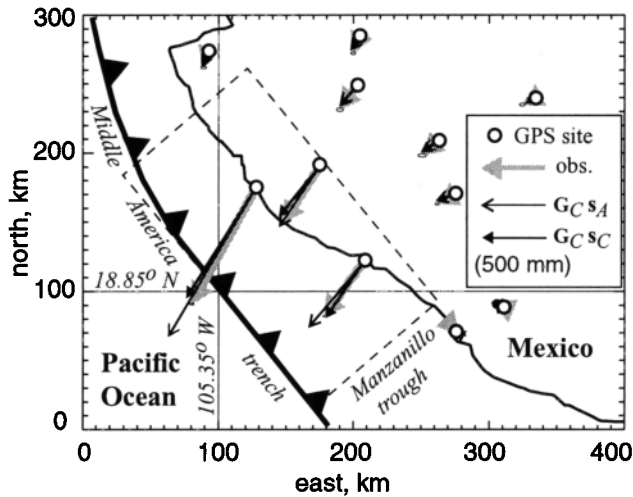 300
200
100
0
north, km
0 100 200 300 400
east, km
Middle
America
trench
18.85° N
105.35° W
Pacific
Ocean
Manzanillo
trough
Mexico
GPS site
obs.
G_C s_A
G_C s_C
(500 mm)